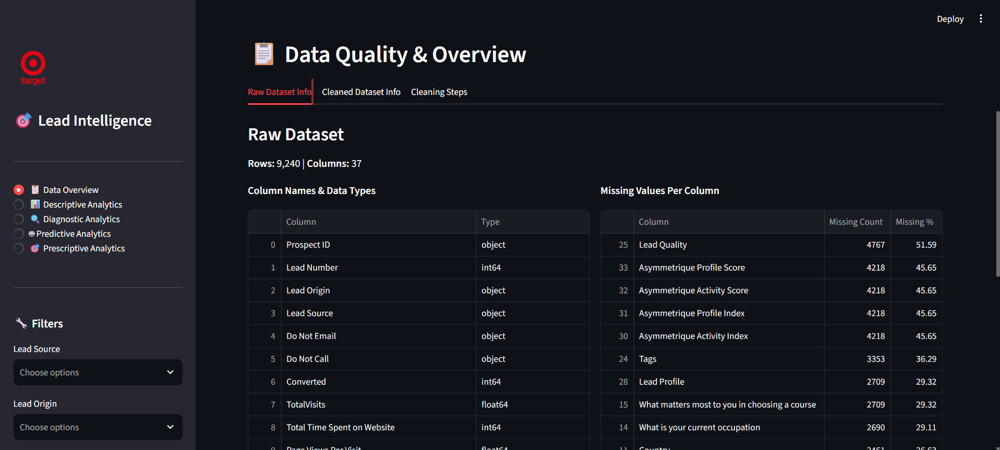 Deploy
target
Lead Intelligence
Data Overview
Descriptive Analytics
Diagnostic Analytics
Predictive Analytics
Prescriptive Analytics
Filters
Lead Source
Choose options
Lead Origin
Choose options
Data Quality & Overview
Raw Dataset Info Cleaned Dataset Info Cleaning Steps
Raw Dataset
Rows: 9,240 | Columns: 37
Column Names & Data Types
Column Type
0 Prospect ID object
1 Lead Number int64
2 Lead Origin object
3 Lead Source object
4 Do Not Email object
5 Do Not Call object
6 Converted int64
7 TotalVisits float64
8 Total Time Spent on Website int64
9 Page Views Per Visit float64
Missing Values Per Column
Column Missing Count Missing %
25 Lead Quality 4767 51.59
33 Asymmetrique Profile Score 4218 45.65
32 Asymmetrique Activity Score 4218 45.65
31 Asymmetrique Profile Index 4218 45.65
30 Asymmetrique Activity Index 4218 45.65
24 Tags 3353 36.29
28 Lead Profile 2709 29.32
15 What matters most to you in choosing a course 2709 29.32
14 What is your current occupation 2690 29.11
11 Country 2461 26.63